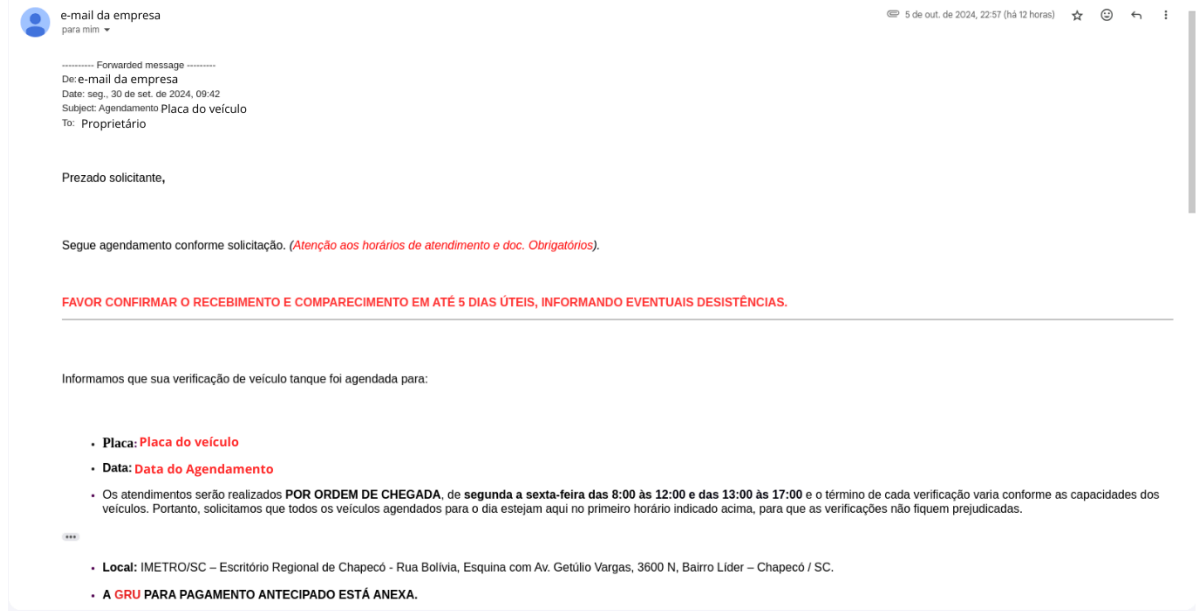 e-mail da empresa
5 de out. de 2024, 22:57 (há 12 horas)
para mim
---------- Forwarded message ---------
De: e-mail da empresa
Date: seg., 30 de set. de 2024, 09:42
Subject: Agendamento Placa do veículo
To: Proprietário
Prezado solicitante,
Segue agendamento conforme solicitação. (Atenção aos horários de atendimento e doc. Obrigatórios).
FAVOR CONFIRMAR O RECEBIMENTO E COMPARECIMENTO EM ATÉ 5 DIAS ÚTEIS, INFORMANDO EVENTUAIS DESISTÊNCIAS.
Informamos que sua verificação de veículo tanque foi agendada para:
• Placa: Placa do veículo
• Data: Data do Agendamento
• Os atendimentos serão realizados POR ORDEM DE CHEGADA, de segunda a sexta-feira das 8:00 às 12:00 e das 13:00 às 17:00 e o término de cada verificação varia conforme as capacidades dos
veículos. Portanto, solicitamos que todos os veículos agendados para o dia estejam aqui no primeiro horário indicado acima, para que as verificações não fiquem prejudicadas.
• Local: IMETRO/SC – Escritório Regional de Chapecó - Rua Bolívia, Esquina com Av. Getúlio Vargas, 3600 N, Bairro Líder – Chapecó / SC.
• A GRU PARA PAGAMENTO ANTECIPADO ESTÁ ANEXA.